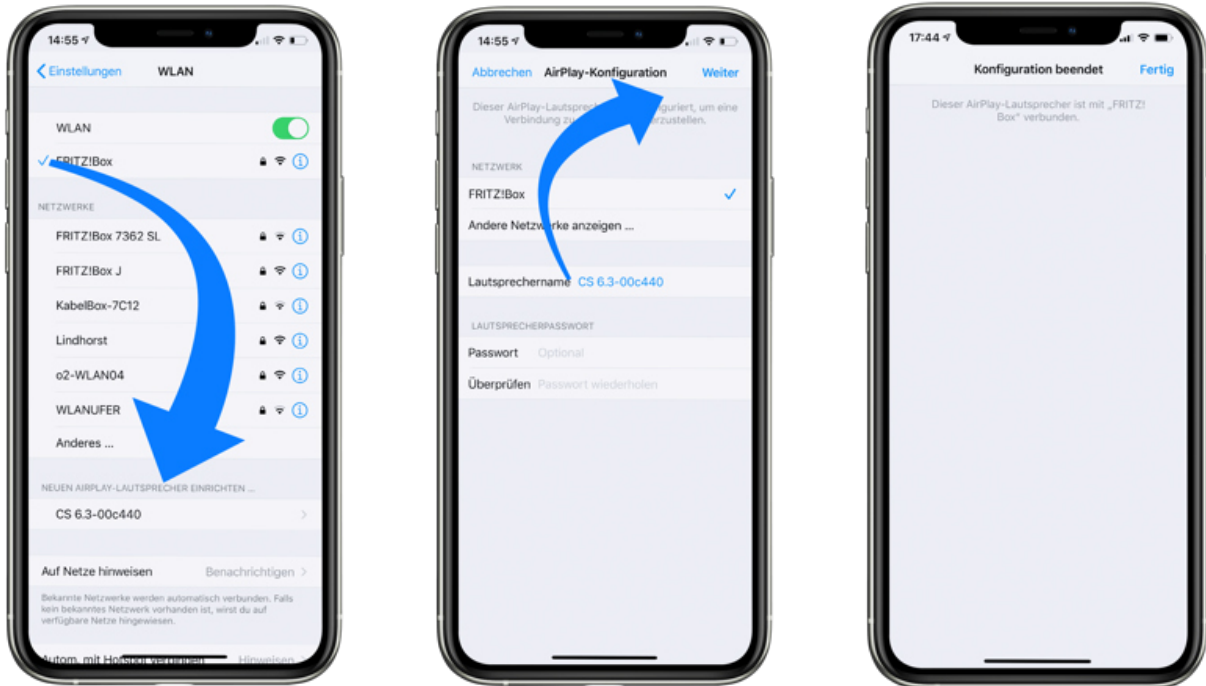 14:55
Einstellungen WLAN
WLAN
FRITZ!Box
NETZWERKE
FRITZ!Box 7362 SL
FRITZ!Box J
KabelBox-7C12
Lindhorst
o2-WLAN04
WLANUFER
Anderes ...
NEUEN AIRPLAY-LAUTSPRECHER EINRICHTEN ...
CS 6.3-00c440
Auf Netze hinweisen Benachrichtigen
Bekannte Netzwerke werden automatisch verbunden. Falls
kein bekanntes Netzwerk vorhanden ist, wirst du auf
verfügbare Netze hingewiesen.
Autom. mit Hotspot verbinden Hinweisen
14:55
Abbrechen AirPlay-Konfiguration Weiter
Dieser um eine
Verbindung
NETZWERK
FRITZ!Box
Andere Netzwerke anzeigen ...
Lautsprechername CS 6.3-00c440
LAUTSPRECHERPASSWORT
Passwort Optional
Überprüfen Passwort wiederholen
17:44
Konfiguration beendet Fertig
Dieser AirPlay-Lautsprecher ist mit „FRITZ!
Box“ verbunden.